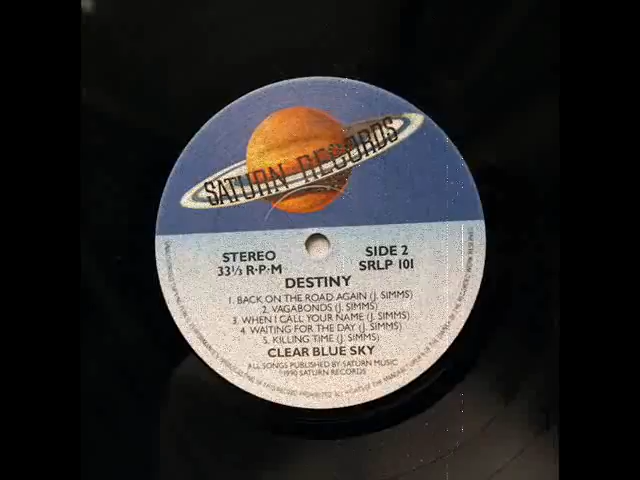 SATURN RECORDS
STEREO
33⅓ R·P·M
SIDE 2
SRLP 101
DESTINY
1. BACK ON THE ROAD AGAIN (J. SIMMS)
2. VAGABONDS (J. SIMMS)
3. WHEN I CALL YOUR NAME (J. SIMMS)
4. WAITING FOR THE DAY (J. SIMMS)
5. KILLING TIME (J. SIMMS)
CLEAR BLUE SKY
ALL SONGS PUBLISHED BY SATURN MUSIC
1990 SATURN RECORDS